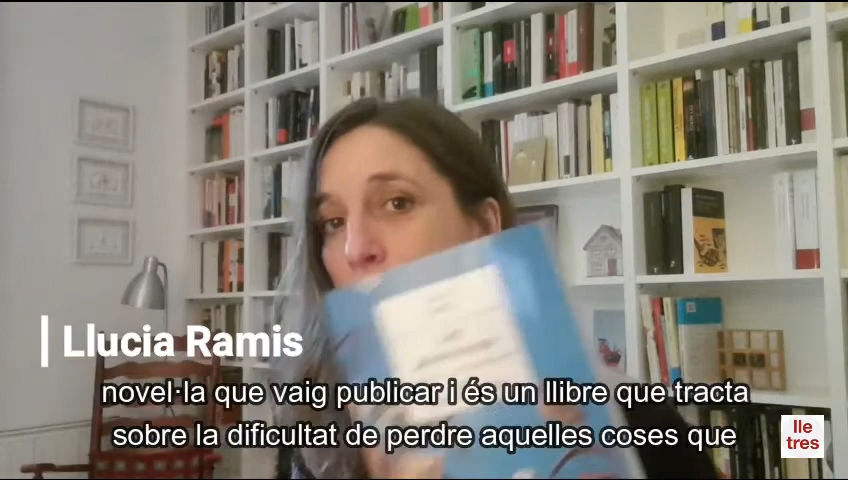 Llucia Ramis
novel·la que vaig publicar i és un llibre que tracta
sobre la dificultat de perdre aquelles coses que
lle
tres